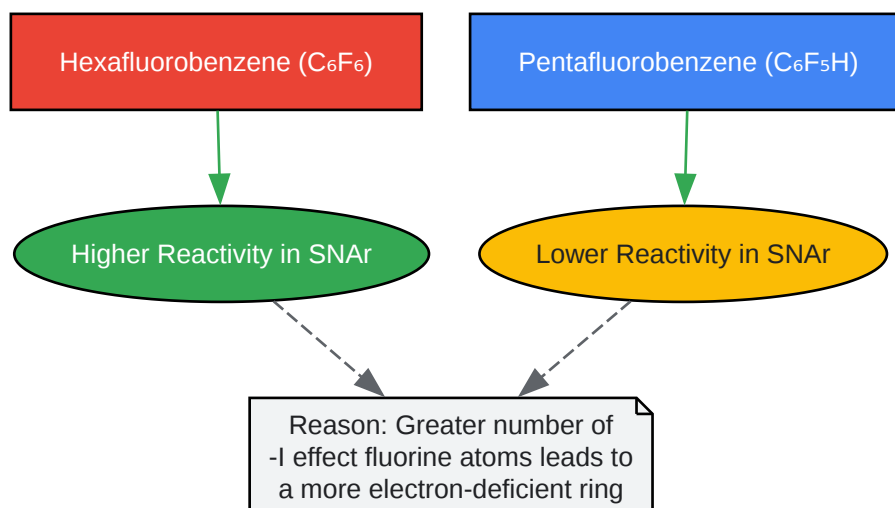 Hexafluorobenzene (C₆F₆)
Pentafluorobenzene (C₆F₅H)
Higher Reactivity in SNAr
Lower Reactivity in SNAr
Reason: Greater number of
-I effect fluorine atoms leads to
a more electron-deficient ring